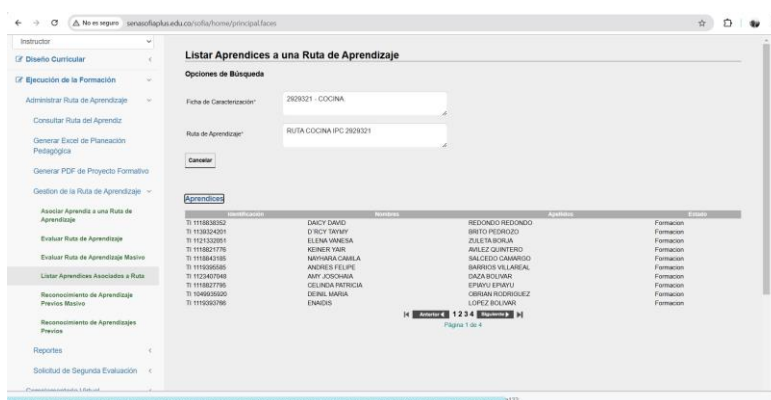 No es seguro senasofiaplus.edu.co/sofia/home/principal.faces
Instructor
Diseño Curricular
Ejecución de la Formación
Administrar Ruta de Aprendizaje
Consultar Ruta del Aprendiz
Generar Excel de Planeación
Pedagógica
Generar PDF de Proyecto Formativo
Gestion de la Ruta de Aprendizaje
Asociar Aprendiz a una Ruta de
Aprendizaje
Evaluar Ruta de Aprendizaje
Evaluar Ruta de Aprendizaje Masivo
Listar Aprendices Asociados a Ruta
Reconocimiento de Aprendizaje
Previos Masivo
Reconocimiento de Aprendizajes
Previos
Reportes
Solicitud de Segunda Evaluación
Listar Aprendices a una Ruta de Aprendizaje
Opciones de Búsqueda
Ficha de Caracterización* 2929321 - COCINA.
Ruta de Aprendizaje* RUTA COCINA IPC 2929321
Cancelar
Aprendices
Identificación Nombres Apellidos Estado
TI 1118838352 DAICY DAVID REDONDO REDONDO Formacion
TI 1139324201 D'RCY TAYMY BRITO PEDROZO Formacion
TI 1121332051 ELENA VANESA ZULETA BORJA Formacion
TI 1118821776 KEINER YAIR AVILEZ QUINTERO Formacion
TI 1118843185 NAYHARA CAMILA SALCEDO CAMARGO Formacion
TI 1119395585 ANDRES FELIPE BARRIOS VILLAREAL Formacion
TI 1123407049 AMY JOSOHAIA DAZA BOLIVAR Formacion
TI 1118827795 CELINDA PATRICIA EPIAYU EPIAYU Formacion
TI 1049935920 DEINIL MARIA OBRIAN RODRIGUEZ Formacion
TI 1119393786 ENAIDIS LOPEZ BOLIVAR Formacion
Anterior 1 2 3 4 Siguiente
Página 1 de 4